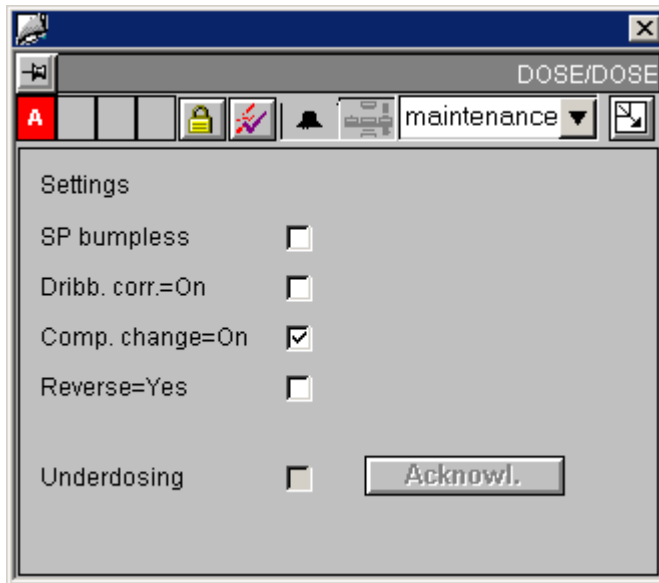 DOSE/DOSE
A
maintenance
Settings
SP bumpless
Dribb. corr.=On
Comp. change=On
Reverse=Yes
Underdosing
Acknowl.